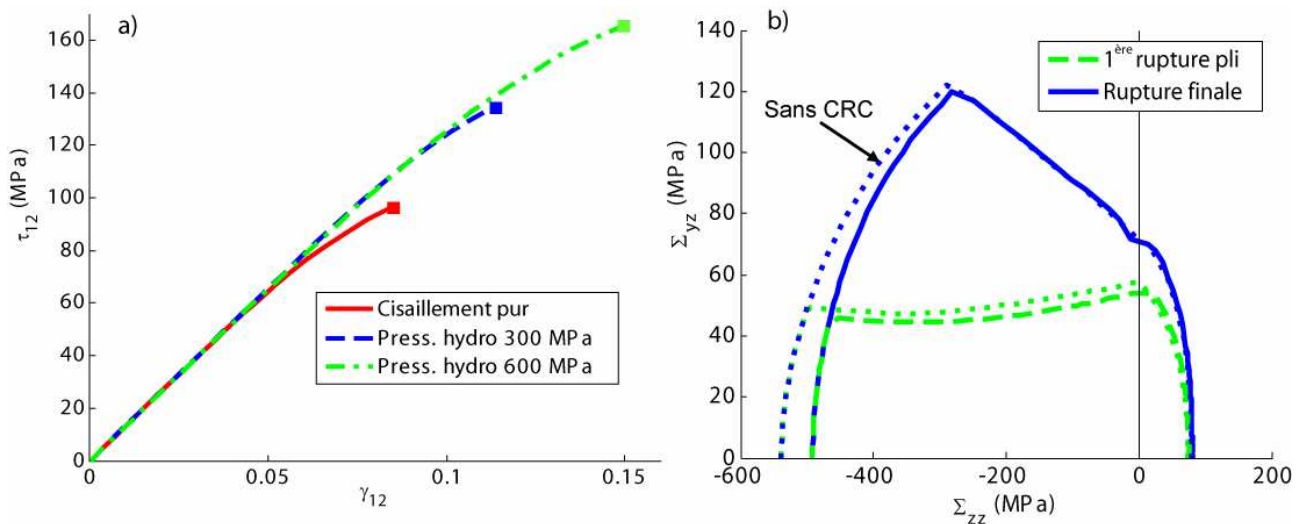 a)
τ12 (MPa)
160
140
120
100
80
60
40
20
0
0
0.05
0.1
0.15
γ12
Cisaillement pur
Press. hydro 300 MPa
Press. hydro 600 MPa
b)
Σyz (MPa)
140
120
100
80
60
40
20
0
-600
-400
-200
0
200
Σzz (MPa)
1ère rupture pli
Rupture finale
Sans CRC